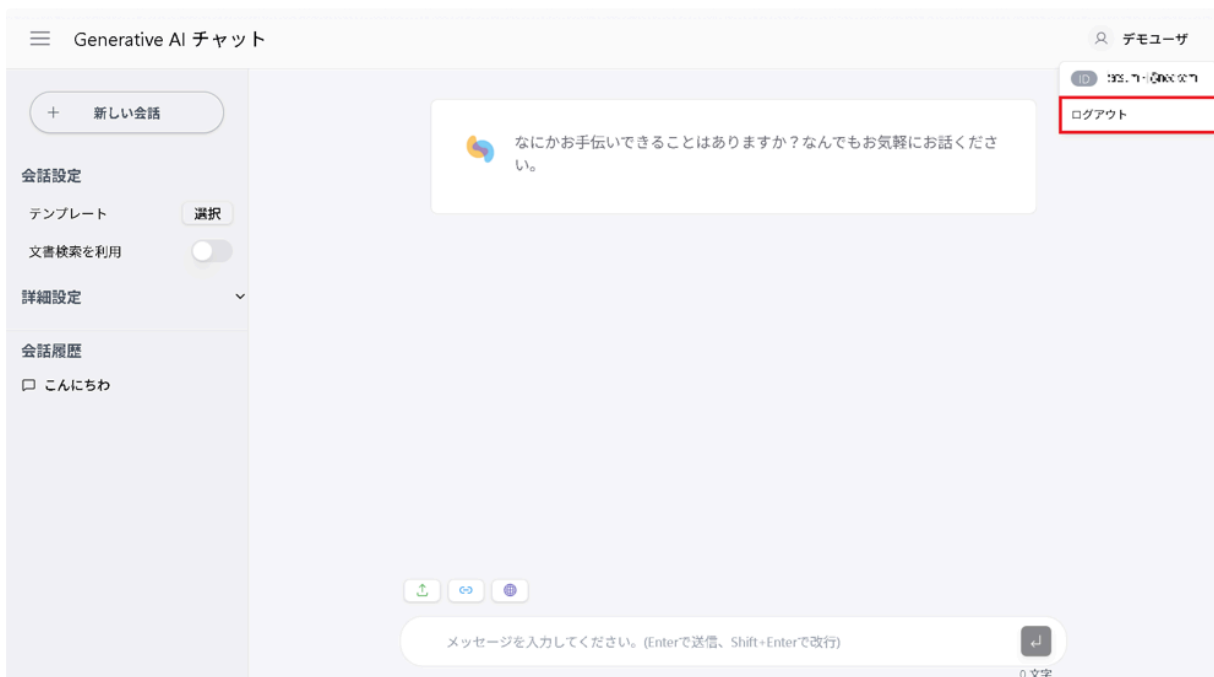 Generative AI チャット
デモユーザ
ID
ログアウト
新しい会話
会話設定
テンプレート
選択
文書検索を利用
詳細設定
会話履歴
こんにちわ
なにかお手伝いできることはありますか？なんでもお気軽にお話くださ
い。
メッセージを入力してください。(Enterで送信、Shift+Enterで改行)
0 文字